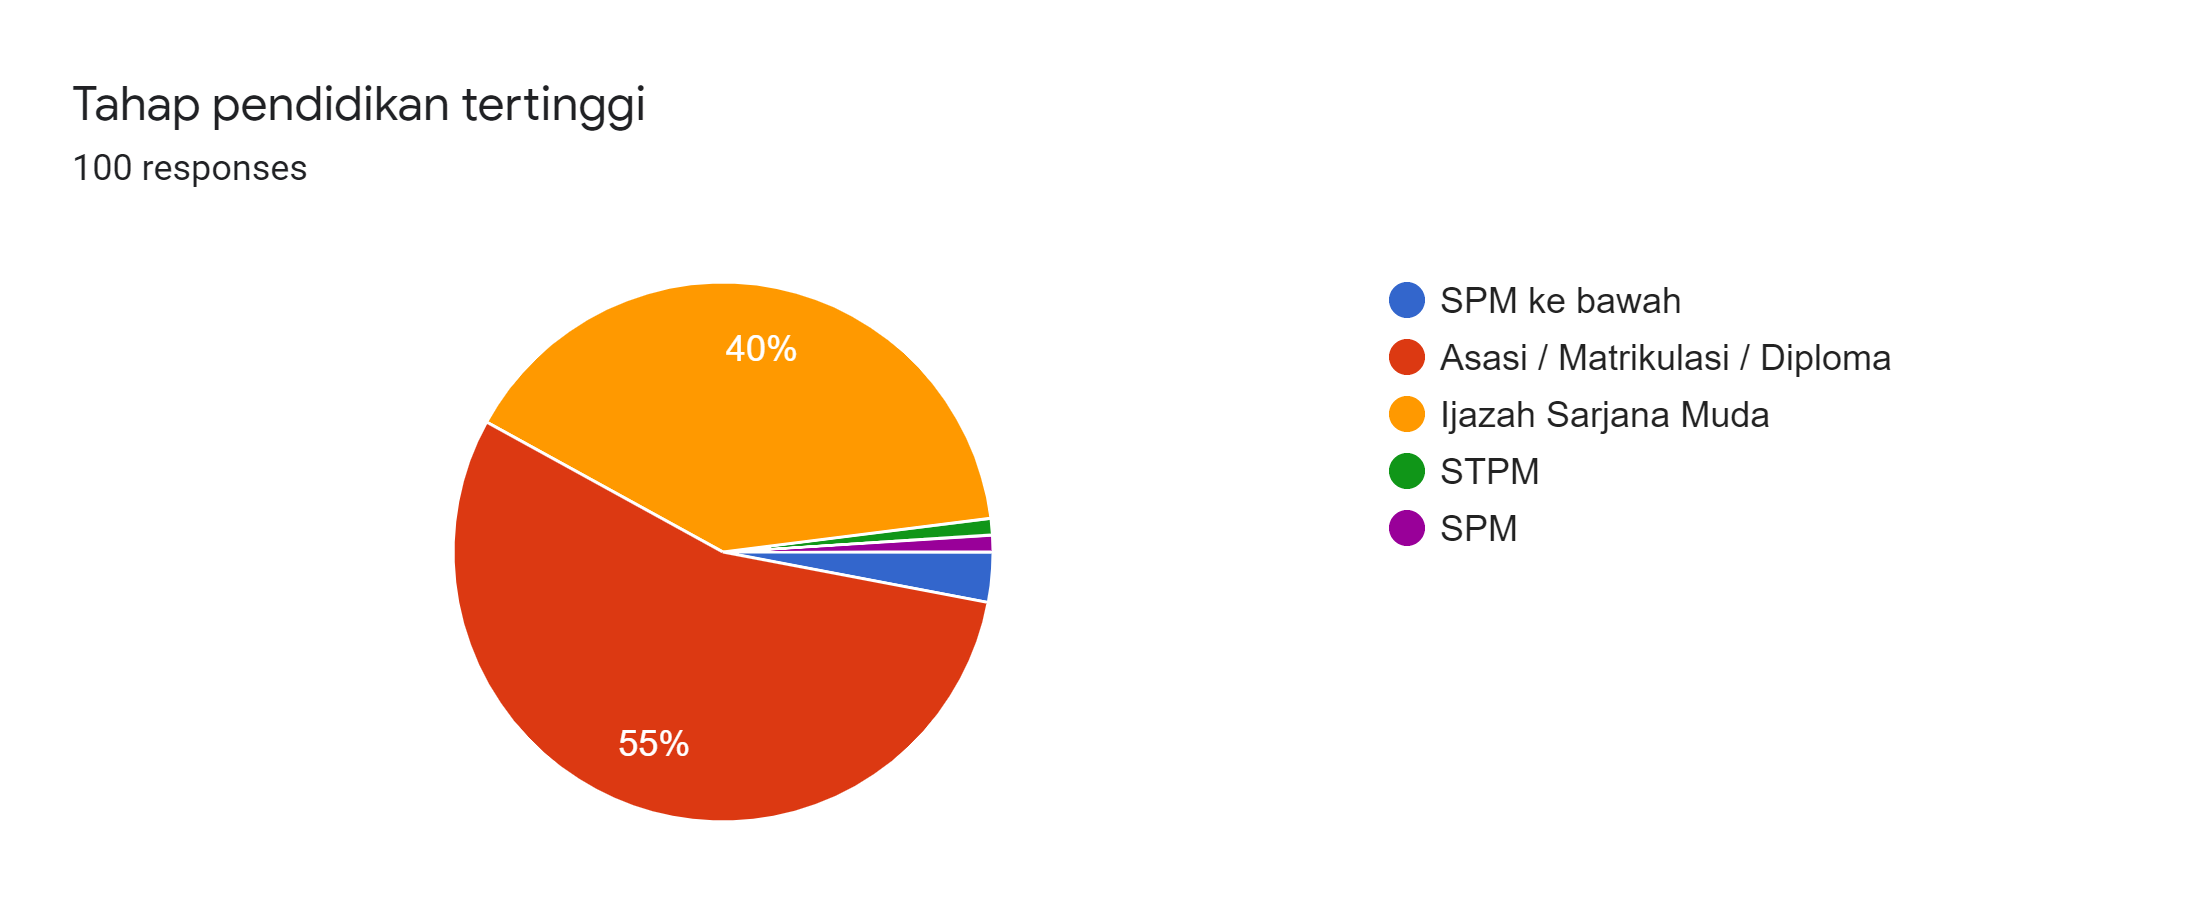 Tahap pendidikan tertinggi
100 responses
40%
55%
SPM ke bawah
Asasi / Matrikulasi / Diploma
Ijazah Sarjana Muda
STPM
SPM